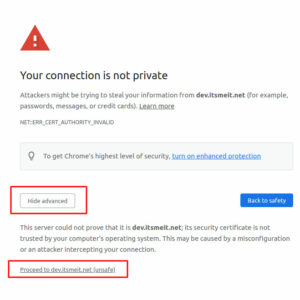 Your connection is not private
Attackers might be trying to steal your information from dev.itsmeit.net (for example,
passwords, messages, or credit cards). Learn more
NET::ERR_CERT_AUTHORITY_INVALID
To get Chrome's highest level of security, turn on enhanced protection
Hide advanced
Back to safety
This server could not prove that it is dev.itsmeit.net; its security certificate is not
trusted by your computer's operating system. This may be caused by a misconfiguration
or an attacker intercepting your connection.
Proceed to dev.itsmeit.net (unsafe)